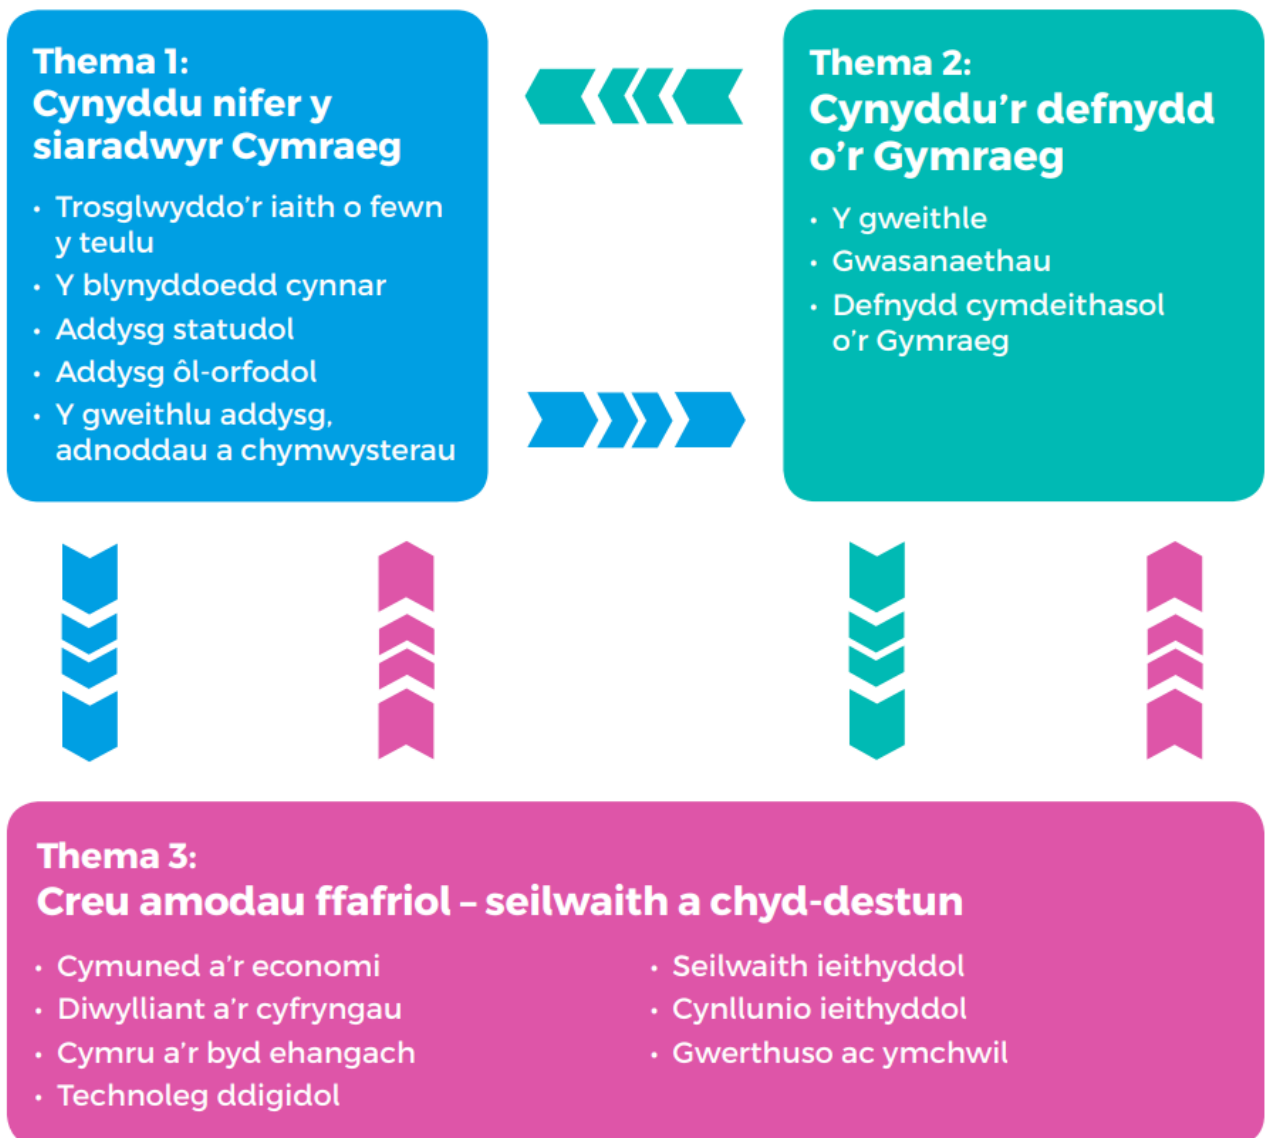 Thema 1:
Cynyddu nifer y
siaradwyr Cymraeg
• Trosglwyddo'r iaith o fewn
y teulu
• Y blynyddoedd cynnar
• Addysg statudol
• Addysg ôl-orfodol
• Y gweithlu addysg,
adnoddau a chymwysterau
Thema 2:
Cynyddu'r defnydd
o'r Gymraeg
• Y gweithle
• Gwasanaethau
• Defnydd cymdeithasol
o'r Gymraeg
Thema 3:
Creu amodau ffafriol – seilwaith a chyd-destun
• Cymuned a'r economi
• Diwylliant a'r cyfryngau
• Cymru a'r byd ehangach
• Technoleg ddigidol
• Seilwaith ieithyddol
• Cynllunio ieithyddol
• Gwerthuso ac ymchwil